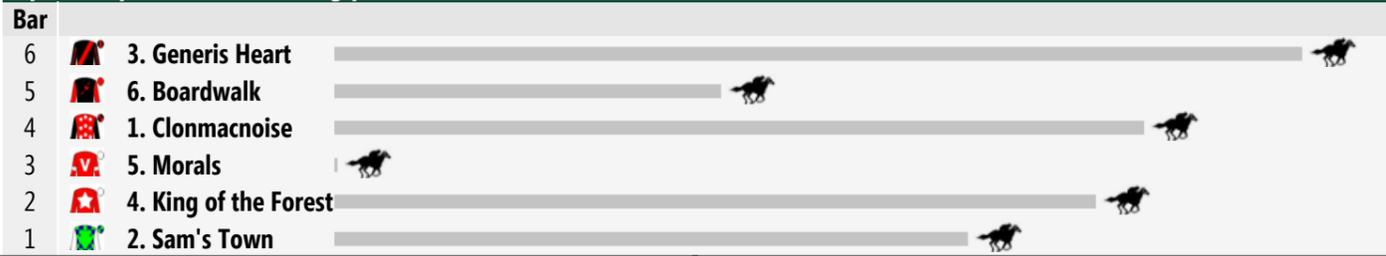 Bar
6 3. Generis Heart
5 6. Boardwalk
4 1. Clonmacnoise
3 V 5. Morals
2 4. King of the Forest
1 2. Sam's Town